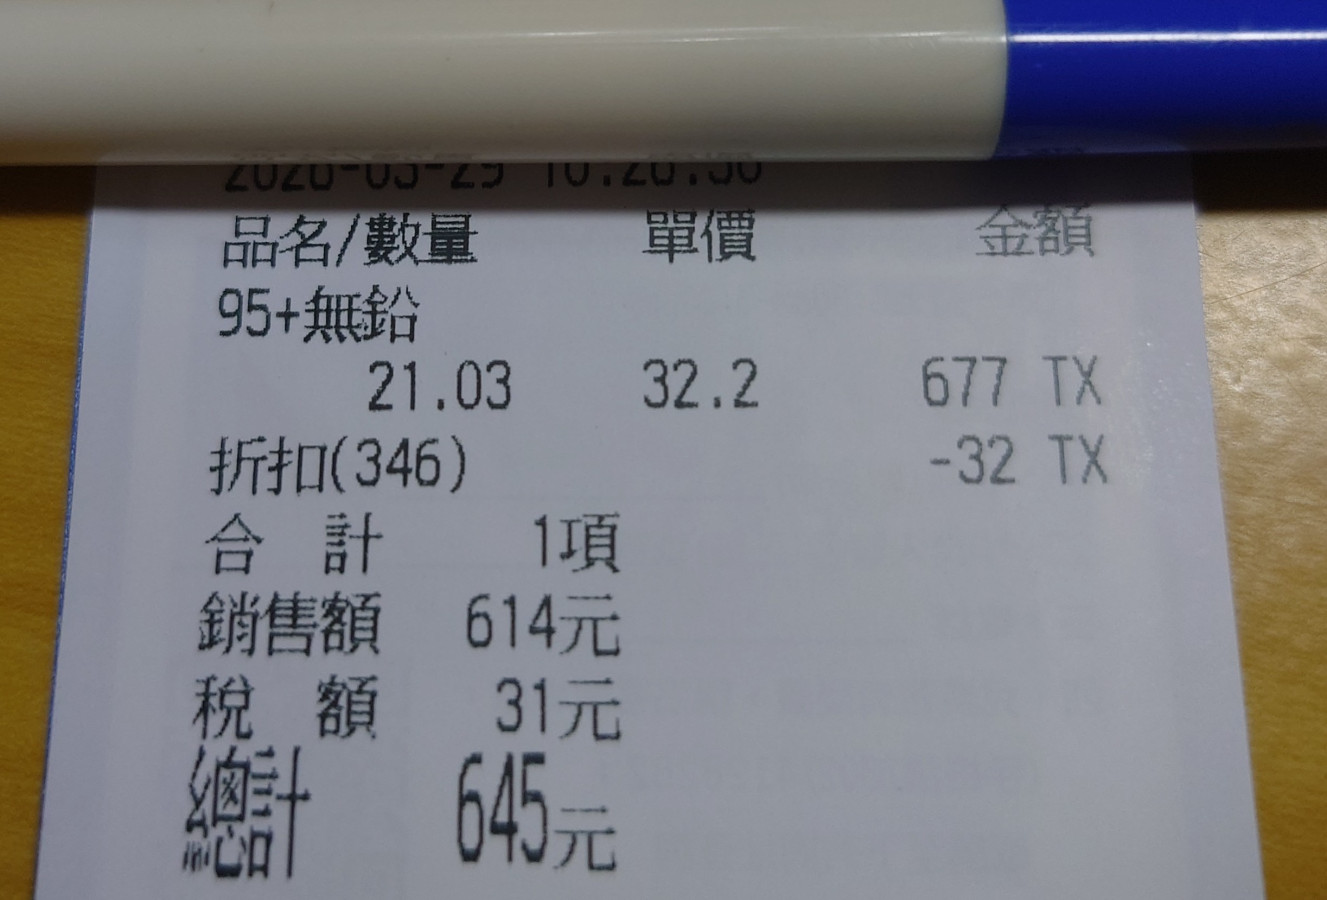 品名/數量 單價 金額
95+無鉛
21.03 32.2 677 TX
折扣(346) -32 TX
合 計 1項
銷售額 614元
稅 額 31元
總計 645元